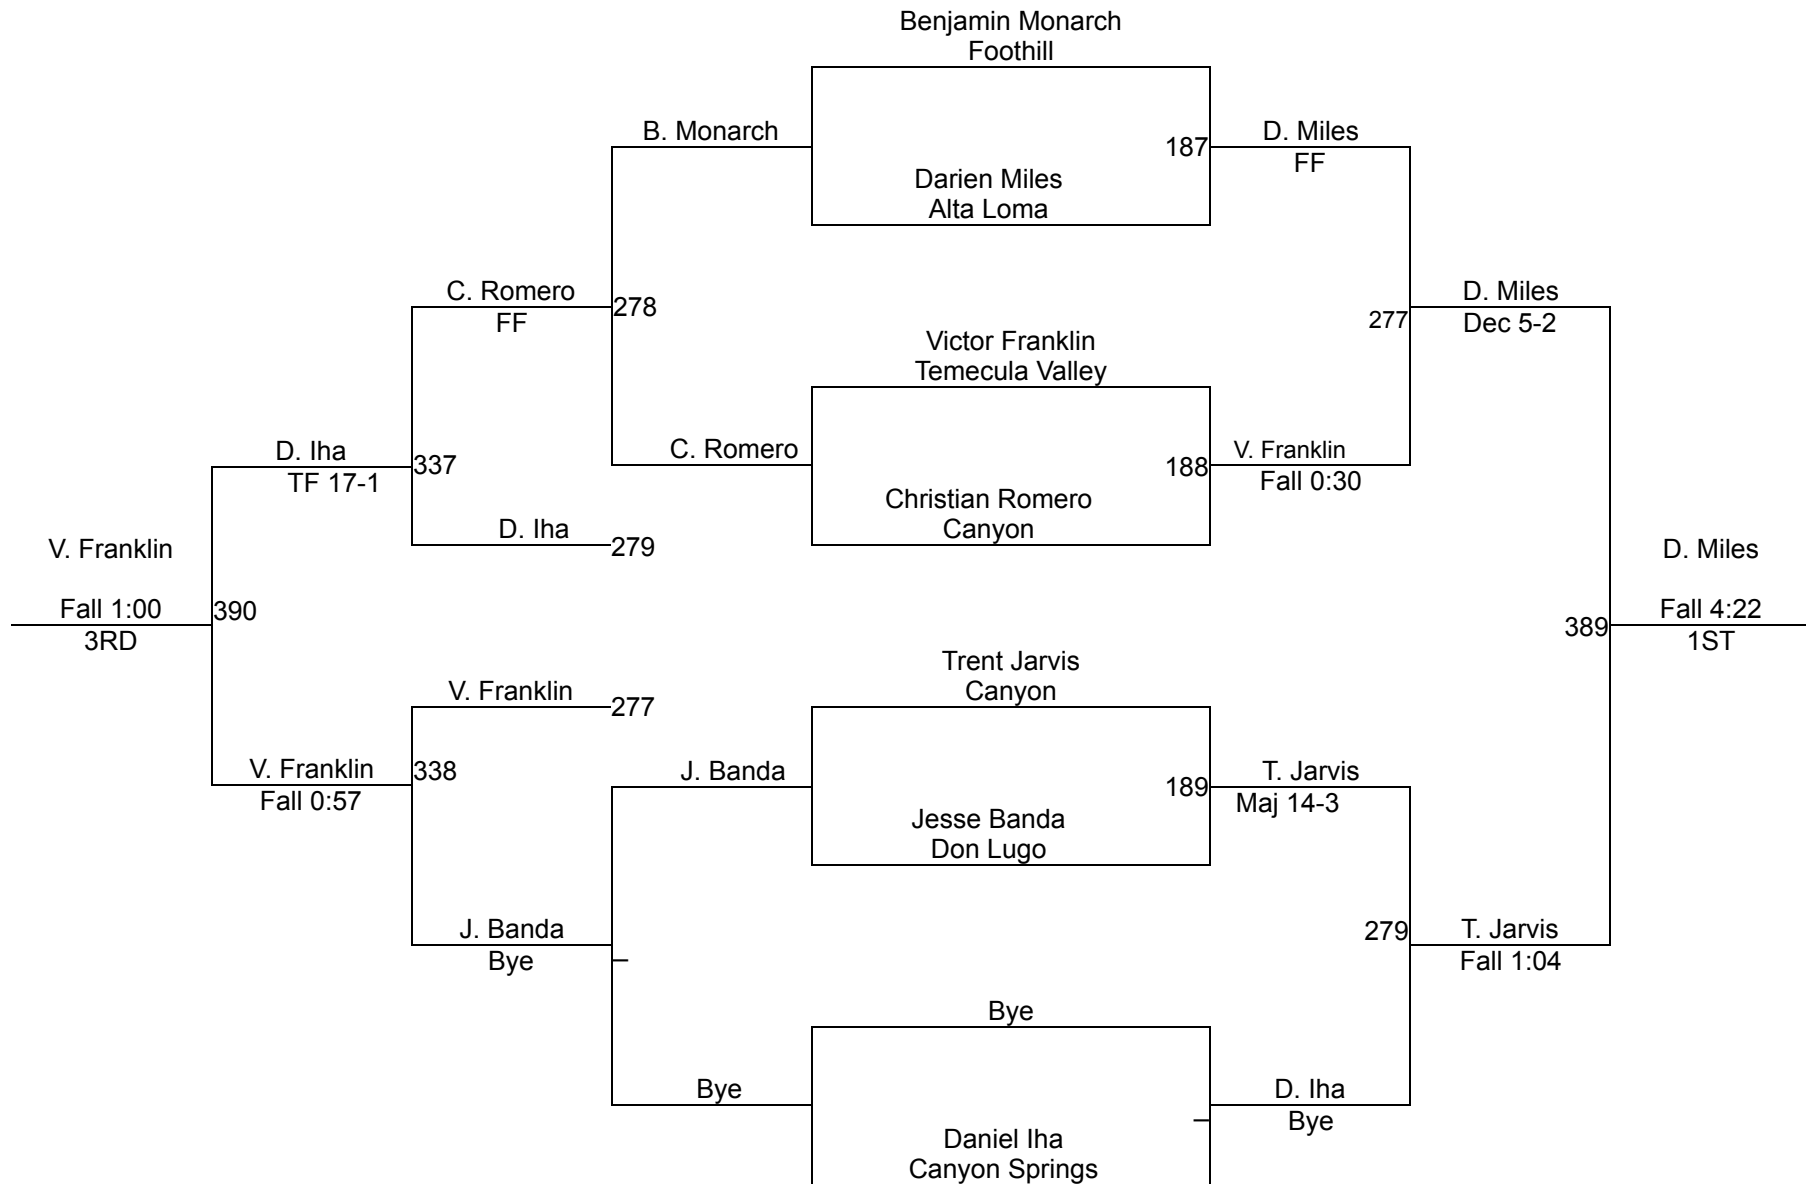 Benjamin Monarch
Foothill
B. Monarch
187
D. Miles
FF
Darien Miles
Alta Loma
C. Romero
FF
278
D. Miles
Dec 5-2
277
Victor Franklin
Temecula Valley
D. Iha
TF 17-1
337
C. Romero
188
V. Franklin
Fall 0:30
Christian Romero
Canyon
D. Iha
279
V. Franklin
Fall 1:00
3RD
390
D. Miles
389
Fall 4:22
1ST
Trent Jarvis
Canyon
V. Franklin
277
V. Franklin
Fall 0:57
338
J. Banda
189
T. Jarvis
Maj 14-3
Jesse Banda
Don Lugo
J. Banda
Bye
279
T. Jarvis
Fall 1:04
Bye
Bye
D. Iha
Bye
Daniel Iha
Canyon Springs